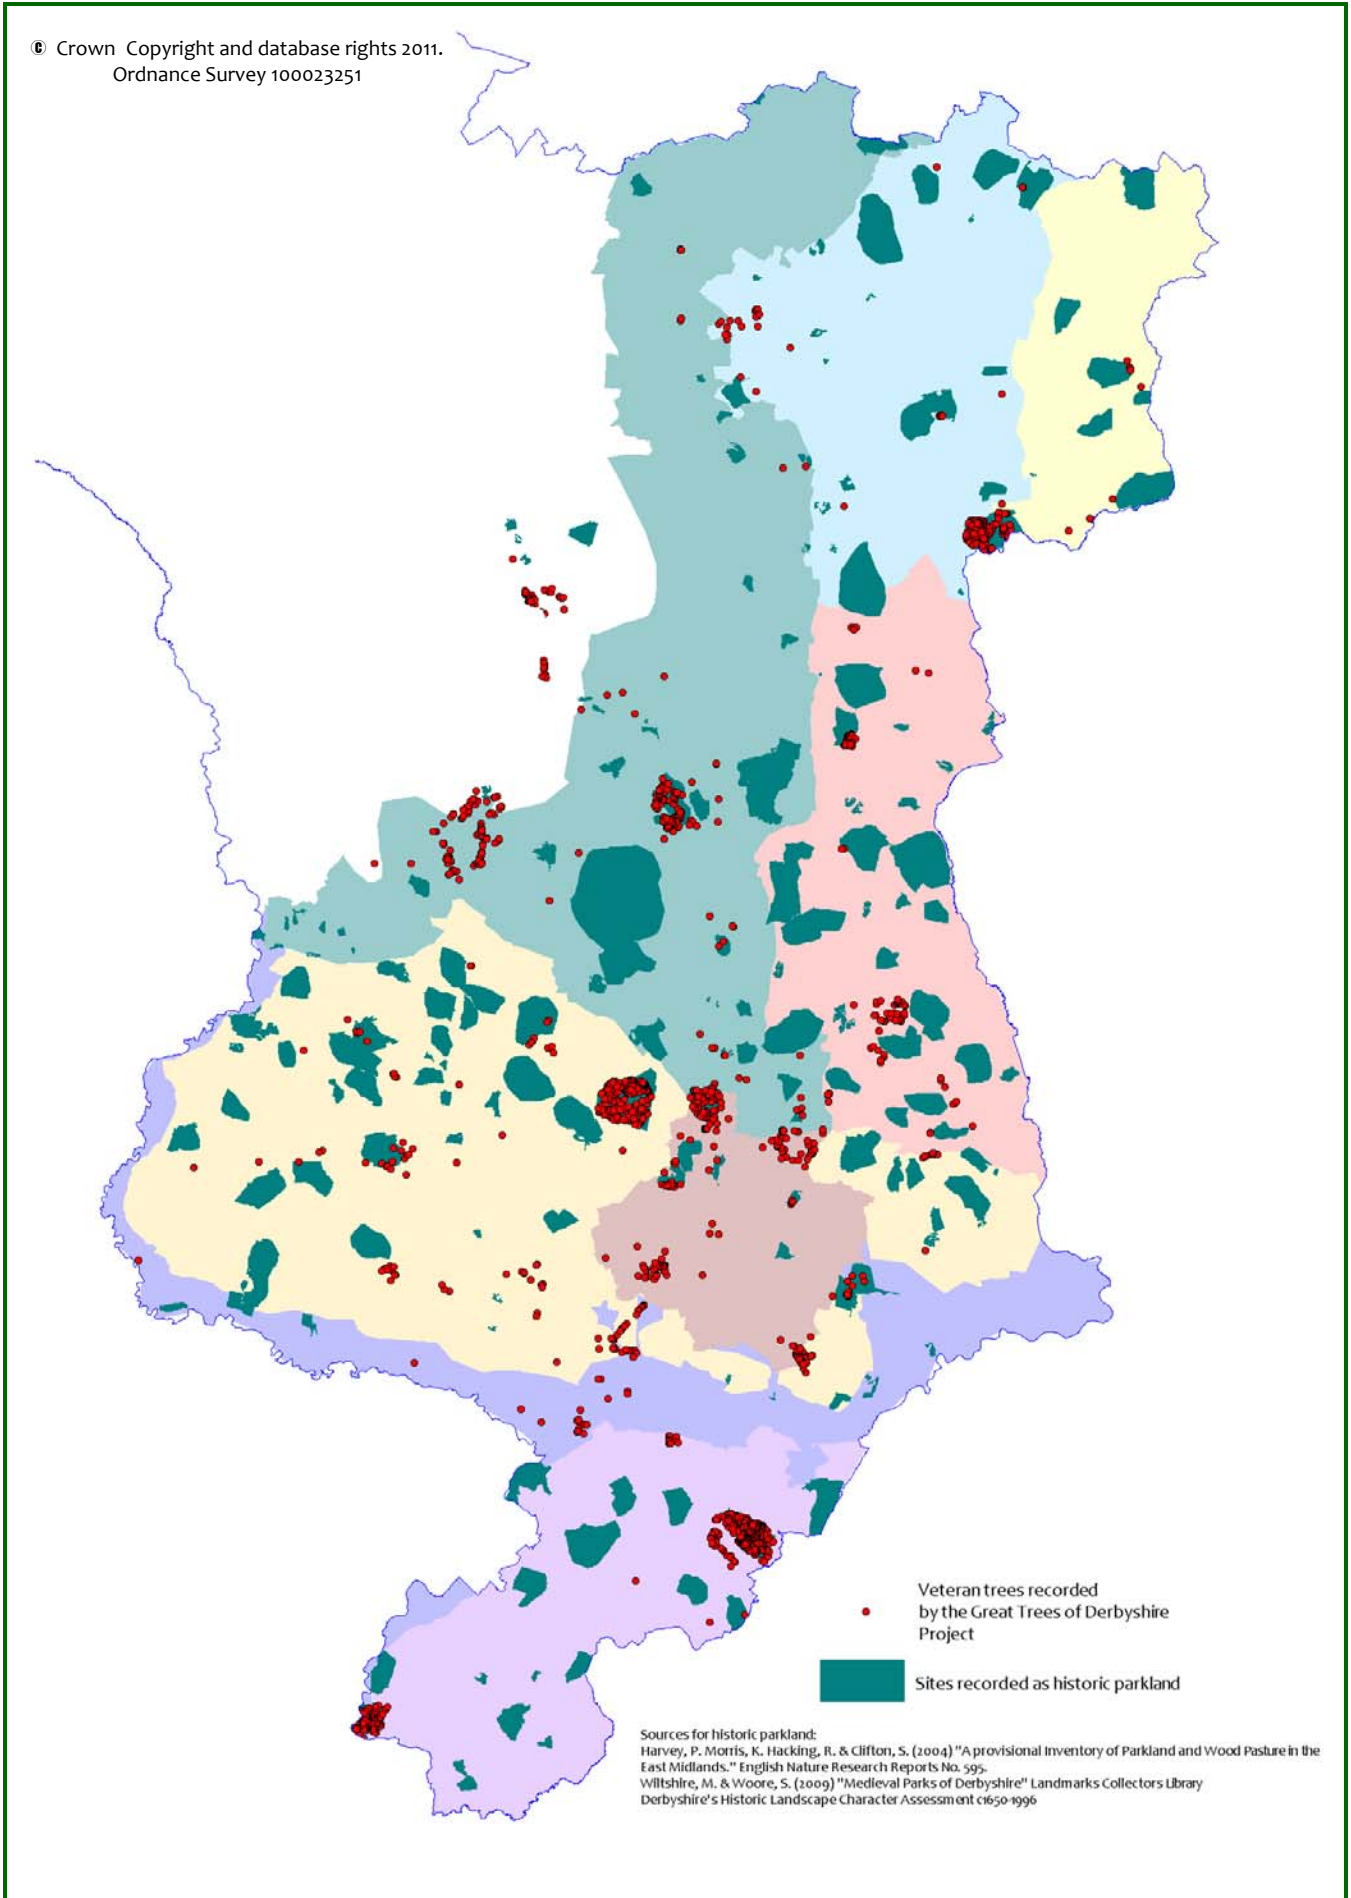 © Crown Copyright and database rights 2011.
Ordnance Survey 100023251
Veteran trees recorded
by the Great Trees of Derbyshire
Project
Sites recorded as historic parkland
Sources for historic parkland:
Harvey, P. Morris, K. Hacking, R. & Clifton, S. (2004) "A provisional Inventory of Parkland and Wood Pasture in the
East Midlands." English Nature Research Reports No. 595.
Wiltshire, M. & Woore, S. (2009) "Medieval Parks of Derbyshire" Landmarks Collectors Library
Derbyshire's Historic Landscape Character Assessment c1650-1996